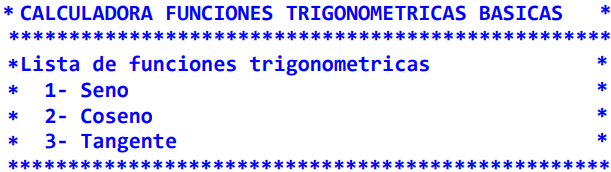 * CALCULADORA FUNCIONES TRIGONOMETRICAS BASICAS *
**************************************************
*Lista de funciones trigonometricas *
* 1- Seno *
* 2- Coseno *
* 3- Tangente *
**************************************************